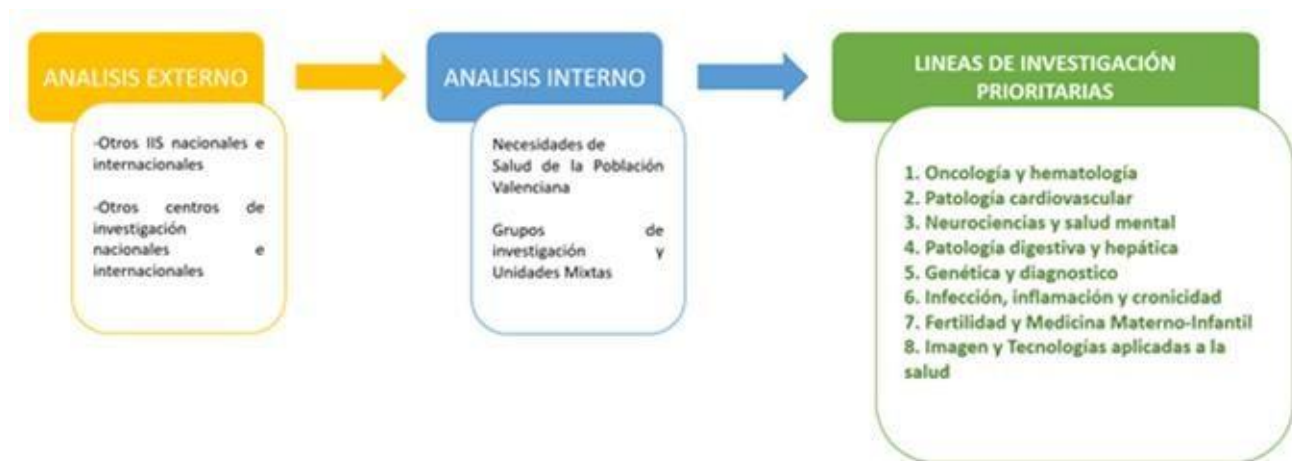 ANALISIS EXTERNO
-Otros IIS nacionales e
internacionales
-Otros centros de
investigación
nacionales e
internacionales
ANALISIS INTERNO
Necesidades de
Salud de la Población
Valenciana
Grupos de
investigación y
Unidades Mixtas
LINEAS DE INVESTIGACIÓN
PRIORITARIAS
1. Oncología y hematología
2. Patología cardiovascular
3. Neurociencias y salud mental
4. Patología digestiva y hepática
5. Genética y diagnostico
6. Infección, inflamación y cronicidad
7. Fertilidad y Medicina Materno-Infantil
8. Imagen y Tecnologías aplicadas a la
salud